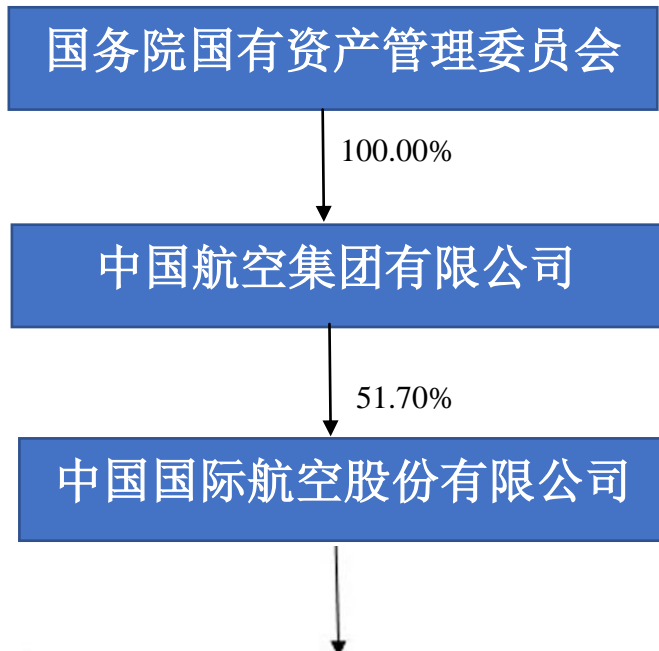 国务院国有资产管理委员会
100.00%
中国航空集团有限公司
51.70%
中国国际航空股份有限公司